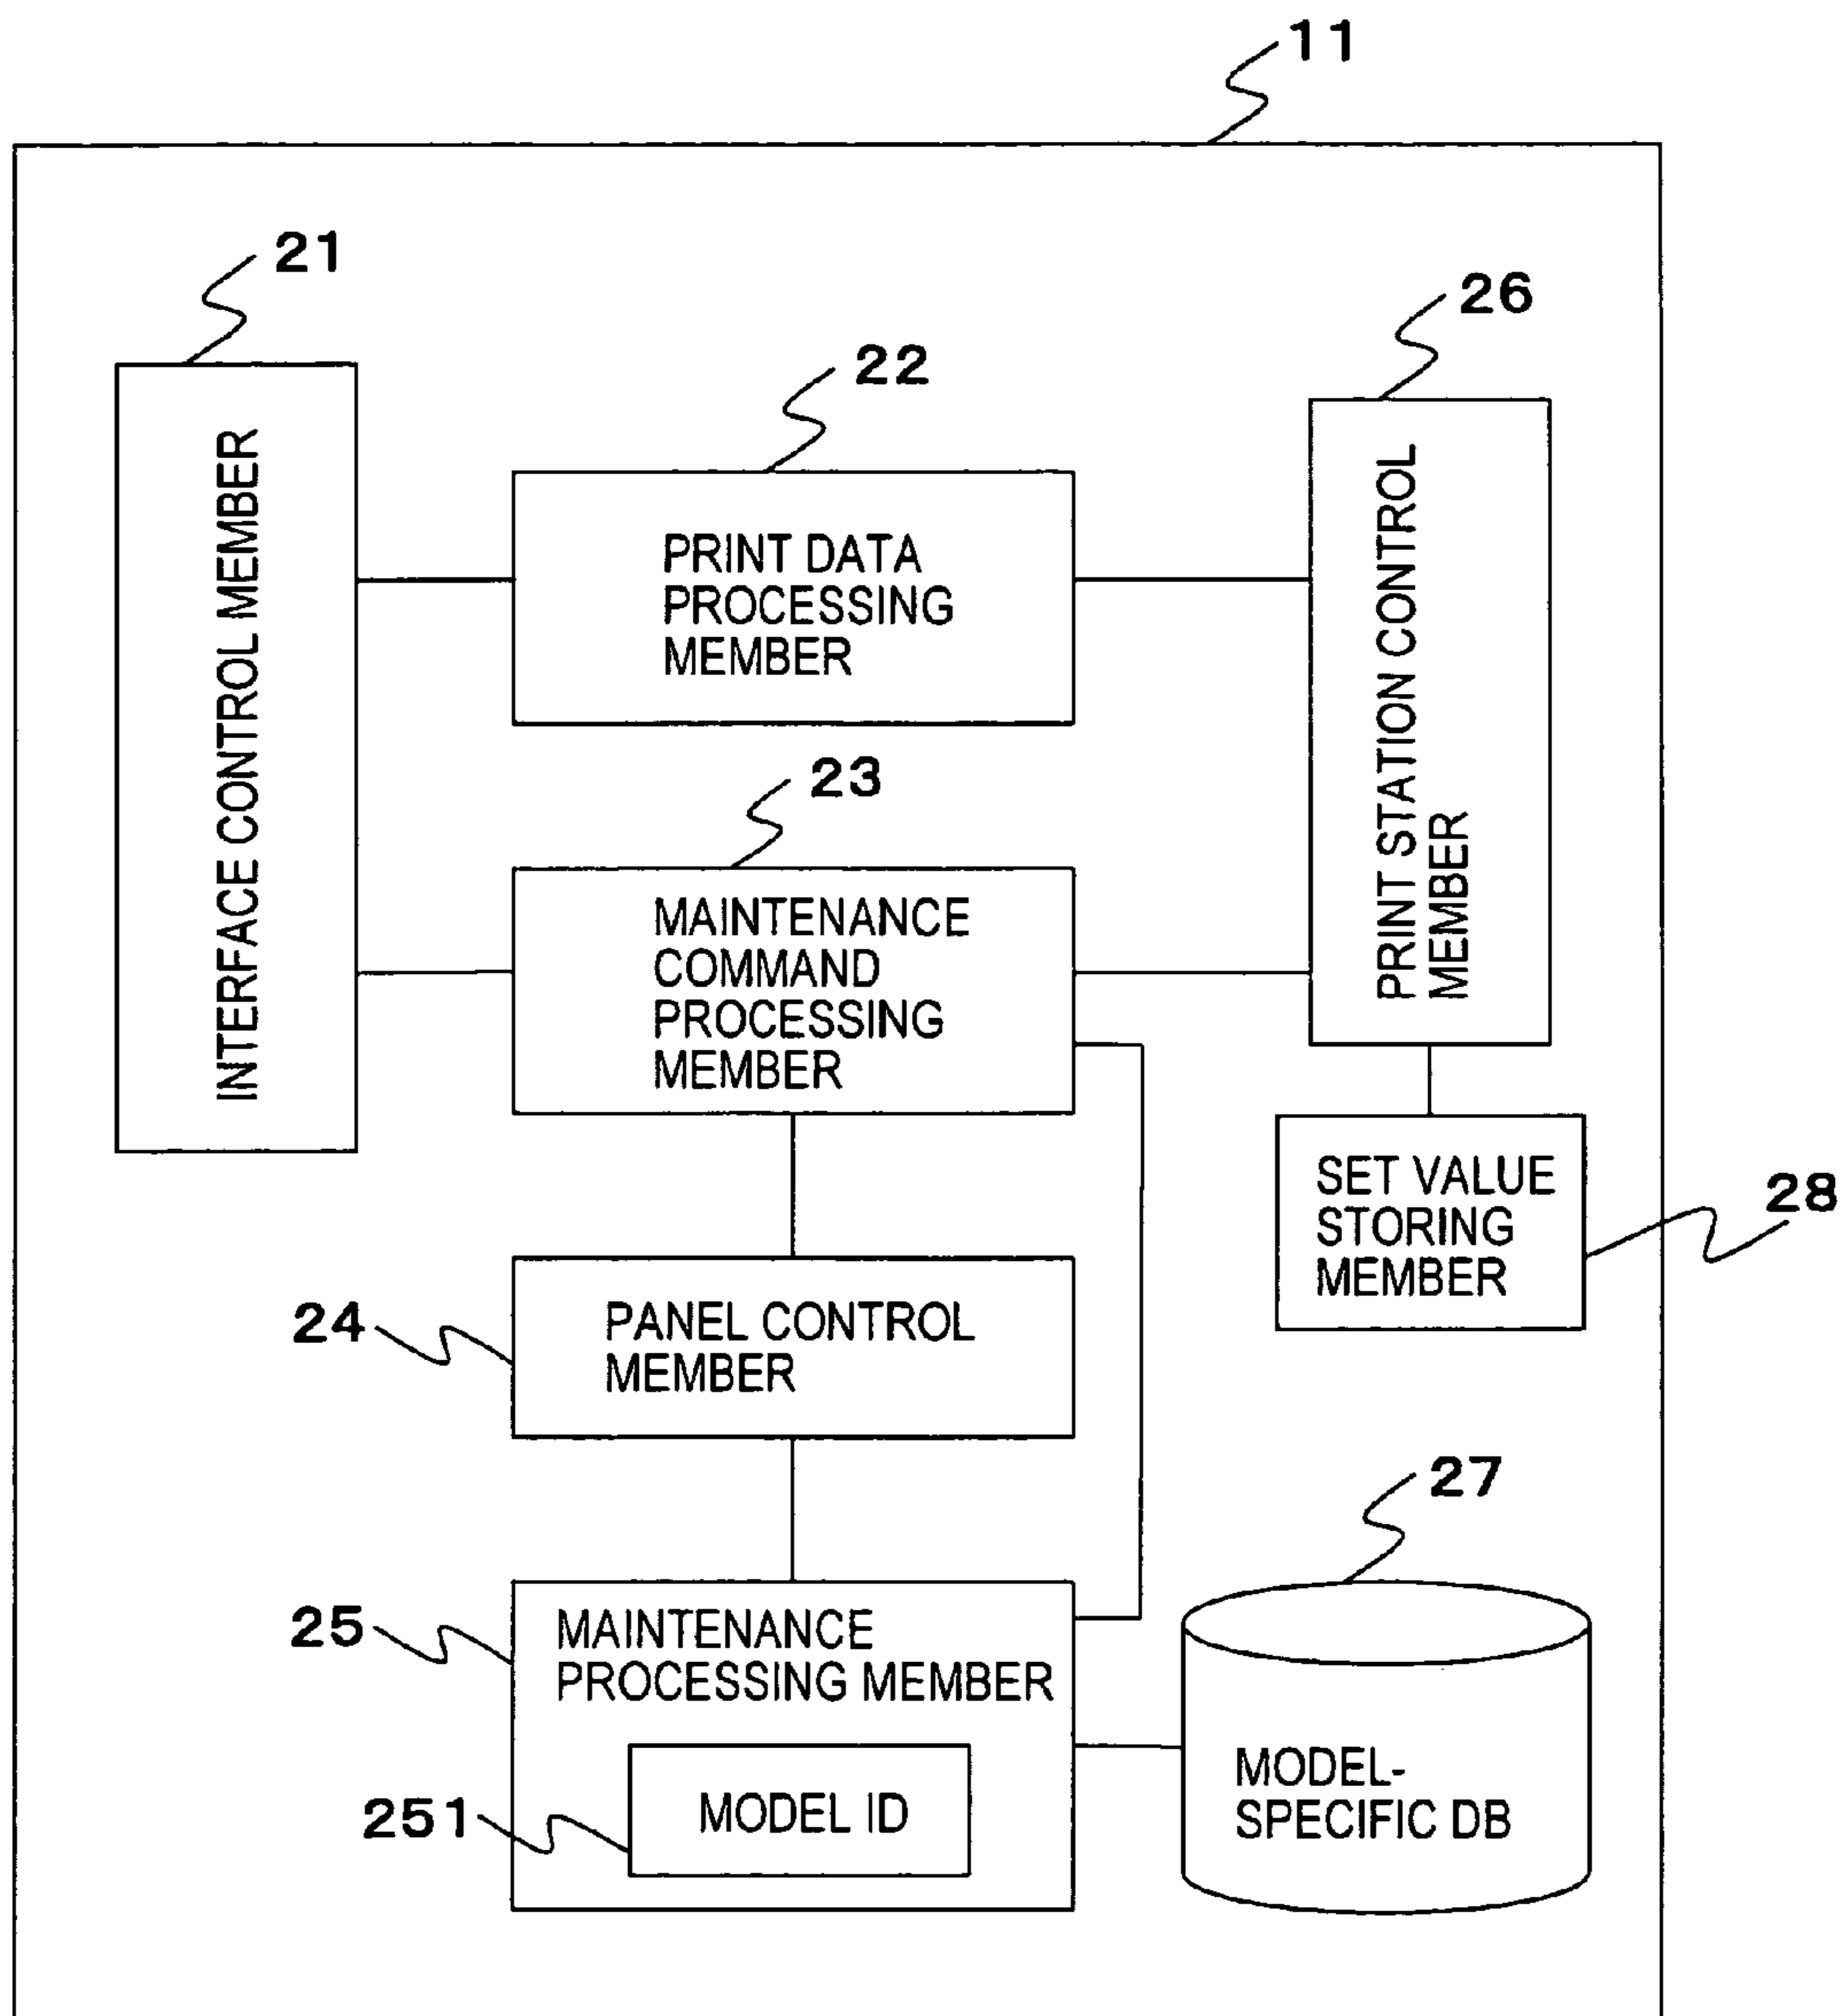 11
21
INTERFACE CONTROL MEMBER
22
PRINT DATA
PROCESSING
MEMBER
26
PRINT STATION CONTROL
MEMBER
23
MAINTENANCE
COMMAND
PROCESSING
MEMBER
SET VALUE
STORING
MEMBER
28
24
PANEL CONTROL
MEMBER
25
MAINTENANCE
PROCESSING MEMBER
251
MODEL ID
27
MODEL-
SPECIFIC DB